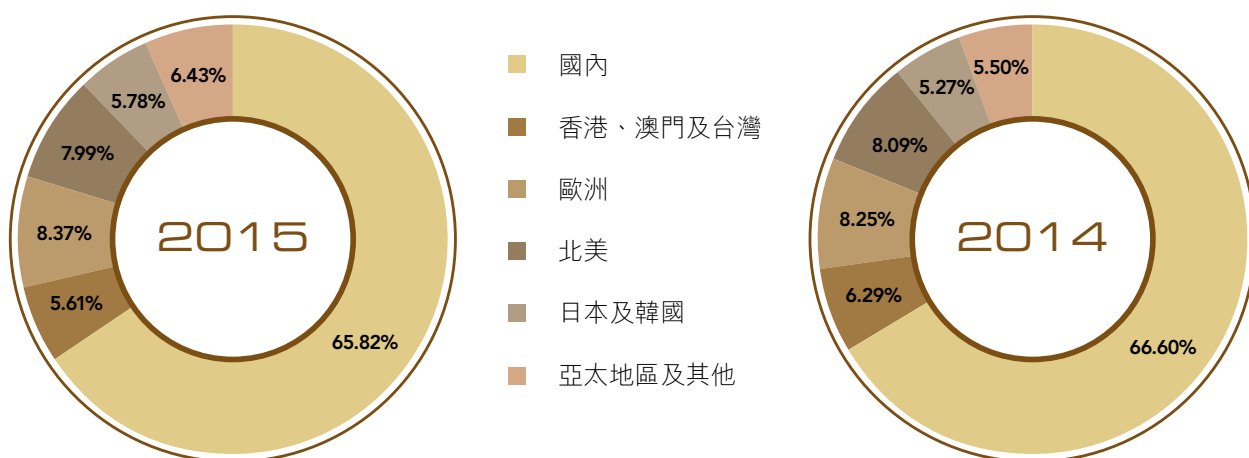 6.43%
5.78%
7.99%
8.37%
5.61%
65.82%
2015
國內
香港、澳門及台灣
歐洲
北美
日本及韓國
亞太地區及其他
5.50%
5.27%
8.09%
8.25%
6.29%
66.60%
2014